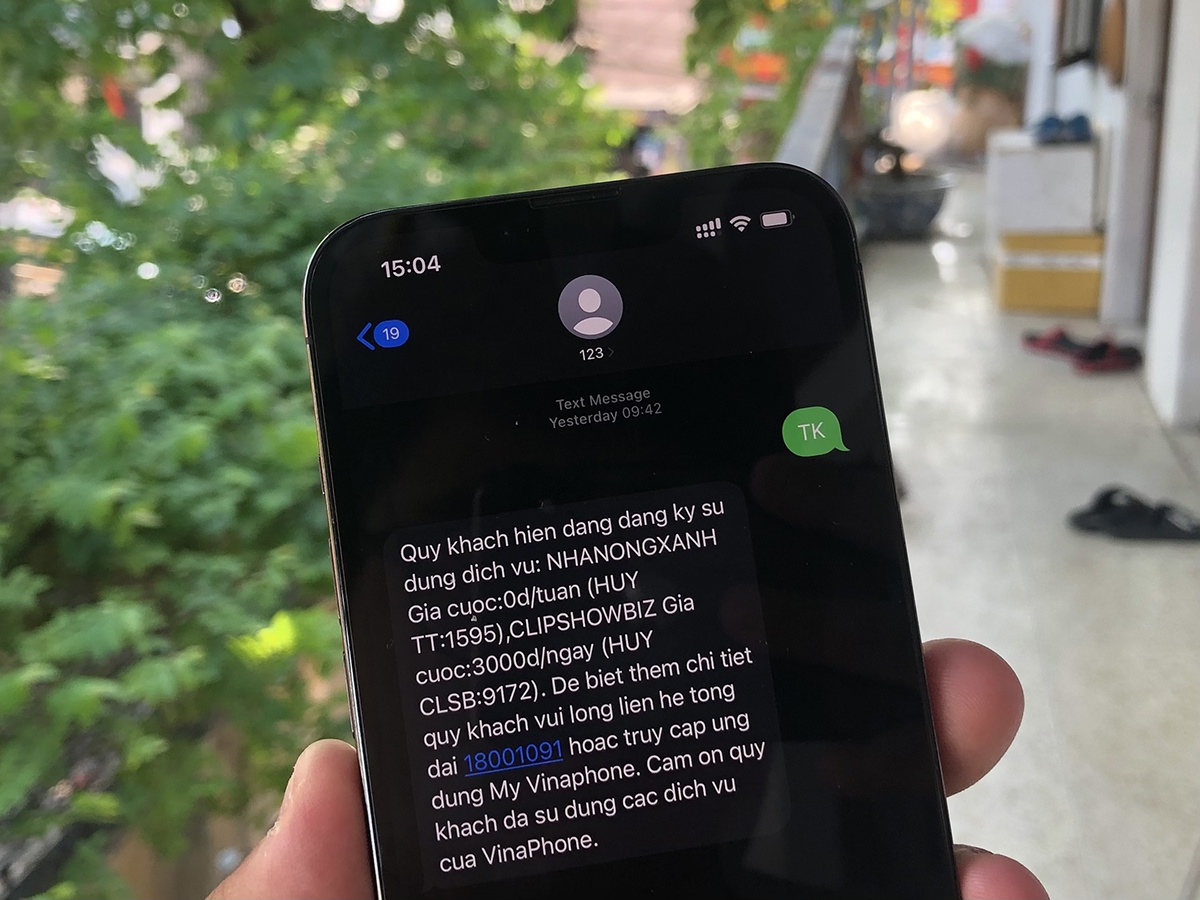 15:04
19
123
Text Message
Yesterday 09:42
TK
Quy khach hien dang dang ky su
dung dich vu: NHANONGXANH
Gia cuoc:0d/tuan (HUY
TT:1595),CLIPSHOWBIZ Gia
cuoc:3000d/ngay (HUY
CLSB:9172). De biet them chi tiet
quy khach vui long lien he tong
dai 18001091 hoac truy cap ung
dung My Vinaphone. Cam on quy
khach da su dung cac dich vu
cua VinaPhone.